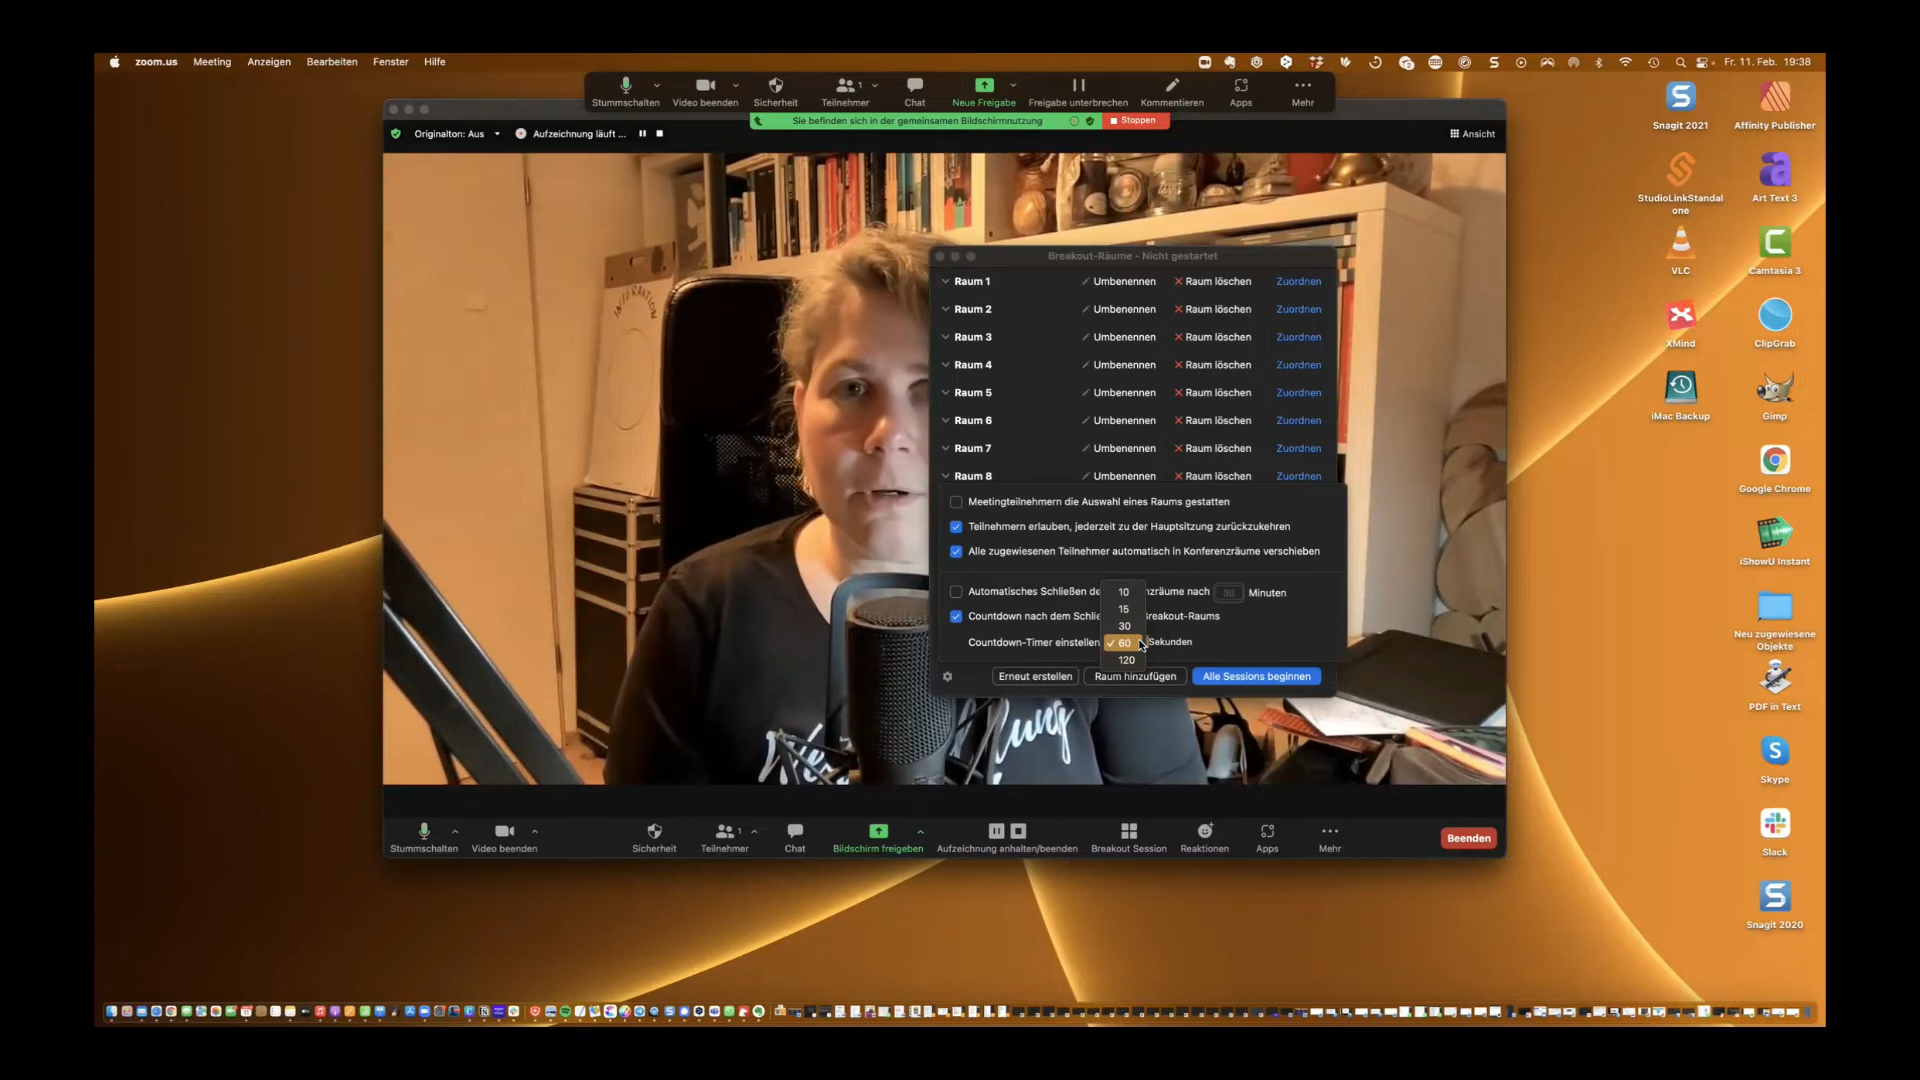 zoom.us Meeting Anzeigen Bearbeiten Fenster Hilfe
Fr. 11. Feb. 19:38
Stummschalten Video beenden Sicherheit Teilnehmer 1 Chat Neue Freigabe Freigabe unterbrechen Kommentieren Apps Mehr
Sie befinden sich in der gemeinsamen Bildschirmnutzung Stoppen
Originalton: Aus Aufzeichnung läuft ... Ansicht
Breakout-Räume - Nicht gestartet
Raum 1 Umbenennen Raum löschen Zuordnen
Raum 2 Umbenennen Raum löschen Zuordnen
Raum 3 Umbenennen Raum löschen Zuordnen
Raum 4 Umbenennen Raum löschen Zuordnen
Raum 5 Umbenennen Raum löschen Zuordnen
Raum 6 Umbenennen Raum löschen Zuordnen
Raum 7 Umbenennen Raum löschen Zuordnen
Raum 8 Umbenennen Raum löschen Zuordnen
Meetingteilnehmern die Auswahl eines Raums gestatten
Teilnehmern erlauben, jederzeit zu der Hauptsitzung zurückzukehren
Alle zugewiesenen Teilnehmer automatisch in Konferenzräume verschieben
Automatisches Schließen de nzräume nach 30 Minuten
Countdown nach dem Schlie Breakout-Raums
Countdown-Timer einstellen Sekunden
10
15
30
60
120
Erneut erstellen Raum hinzufügen Alle Sessions beginnen
INTERAKTION
Stummschalten Video beenden Sicherheit Teilnehmer 1 Chat Bildschirm freigeben Aufzeichnung anhalten/beenden Breakout Session Reaktionen Apps Mehr Beenden
Snagit 2021
Affinity Publisher
StudioLinkStandal
one
Art Text 3
VLC
Camtasia 3
XMind
ClipGrab
iMac Backup
Gimp
Google Chrome
iShowU Instant
Neu zugewiesene
Objekte
PDF in Text
Skype
Slack
Snagit 2020